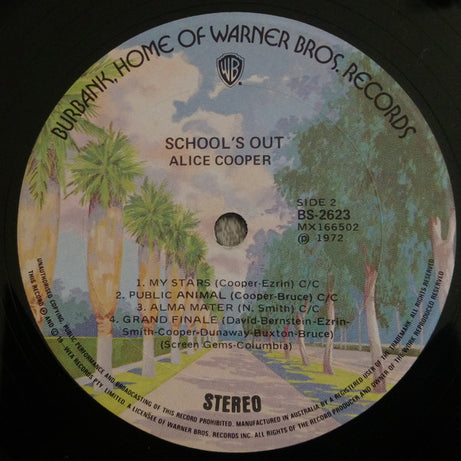 BURBANK, HOME OF WARNER BROS. RECORDS
WB
SCHOOL'S OUT
ALICE COOPER
SIDE 2
BS-2623
MX166502
Ⓟ 1972
1. MY STARS (Cooper-Ezrin) C/C
2. PUBLIC ANIMAL (Cooper-Bruce) C/C
3. ALMA MATER (N. Smith) C/C
4. GRAND FINALE (David-Bernstein-Ezrin-
Smith-Cooper-Dunaway-Buxton-Bruce)
(Screen Gems-Columbia)
STEREO
UNAUTHORISED COPYING, PUBLIC PERFORMANCE AND BROADCASTING OF THIS RECORD PROHIBITED. MANUFACTURED IN AUSTRALIA BY A REGISTERED USER OF THE TRADEMARK. ALL RIGHTS RESERVED.
THIS RECORD Ⓟ AND © 19 - WEA RECORDS PTY LIMITED A LICENSEE OF WARNER BROS. RECORDS INC. ALL RIGHTS OF THE RECORD PRODUCER AND OWNER OF THE WORK REPRODUCED RESERVED